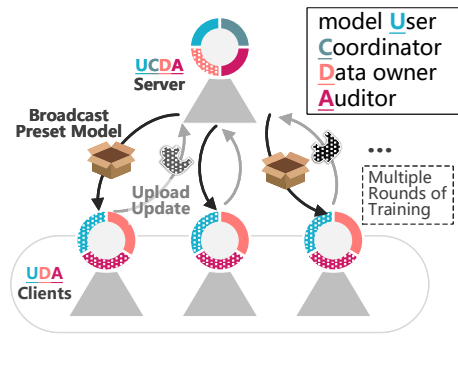 model User
Coordinator
Data owner
Auditor
UCDA
Server
Broadcast
Preset Model
...
Multiple
Rounds of
Training
Upload
Update
UDA
Clients